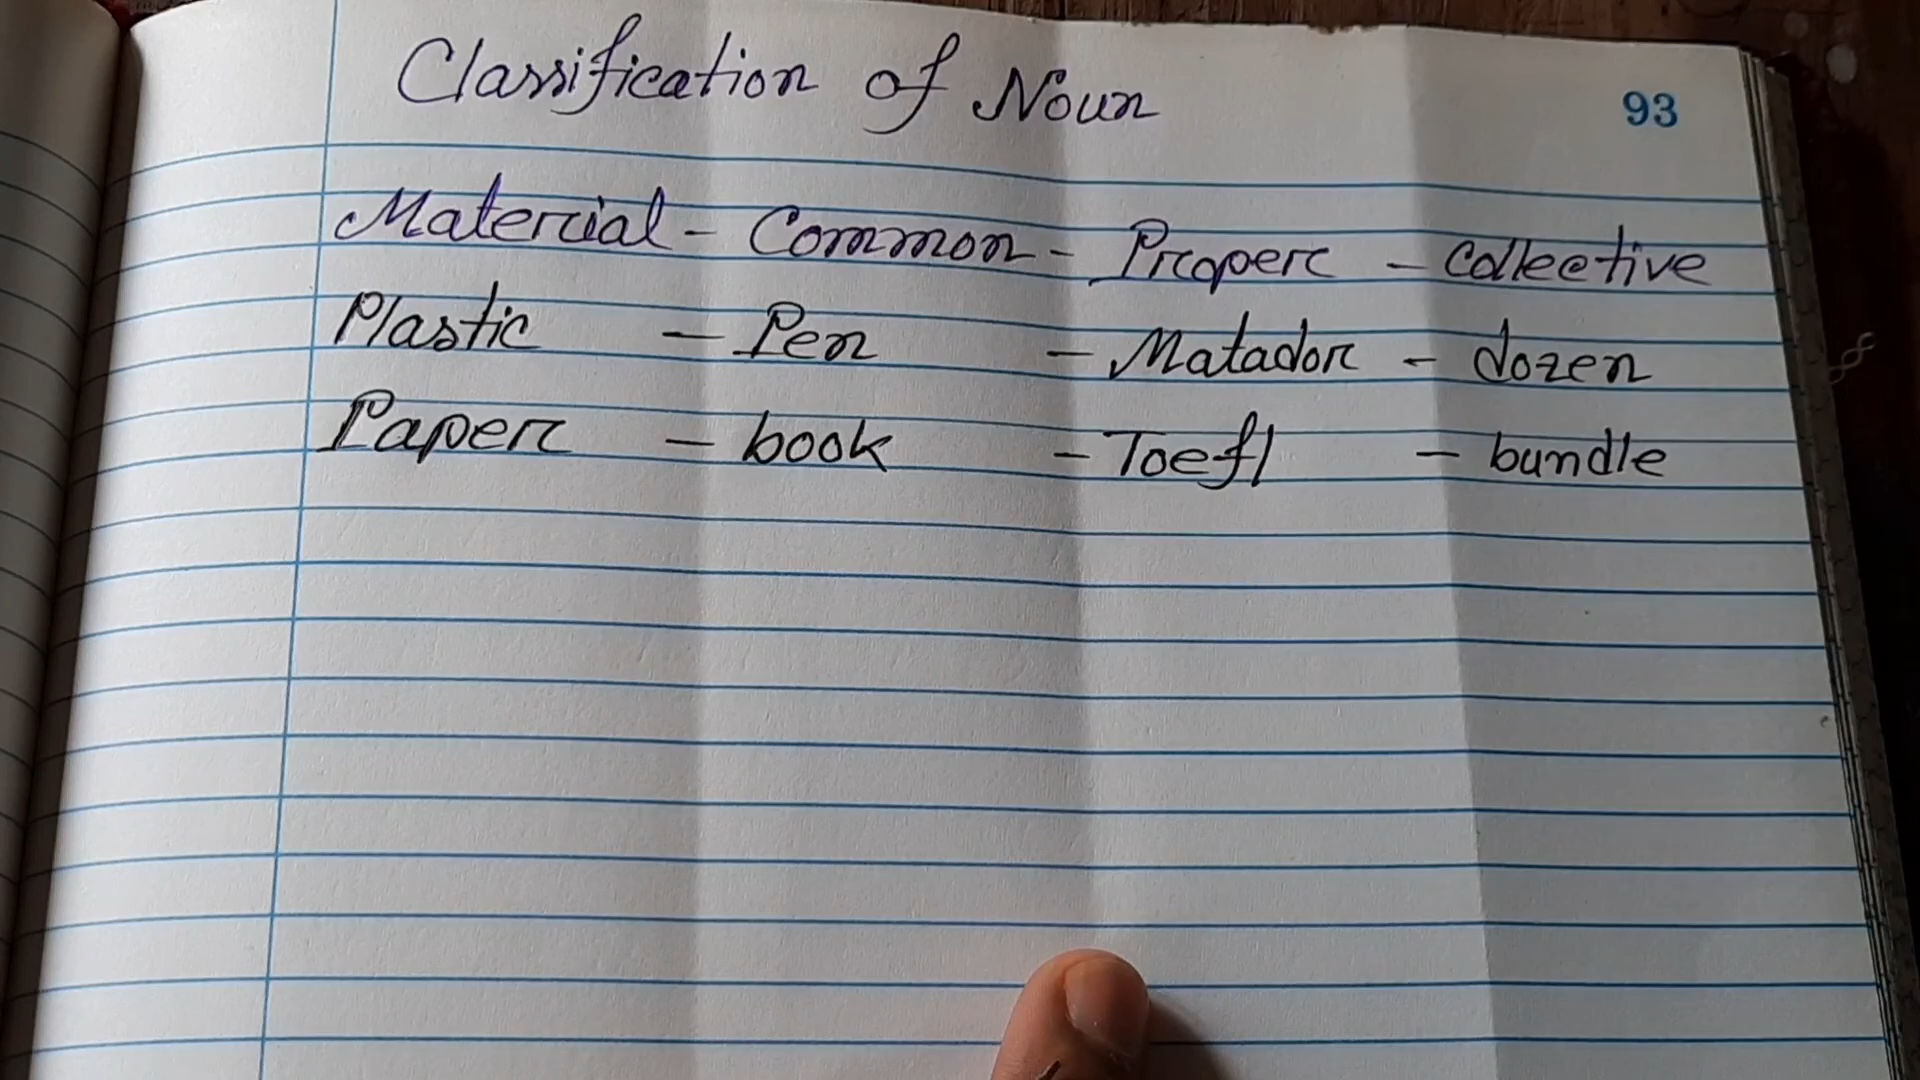 Classification of Noun
93
Material - Common - Proper - Collective
Plastic - Pen - Matador - dozen
Paper - book - Toefl - bundle